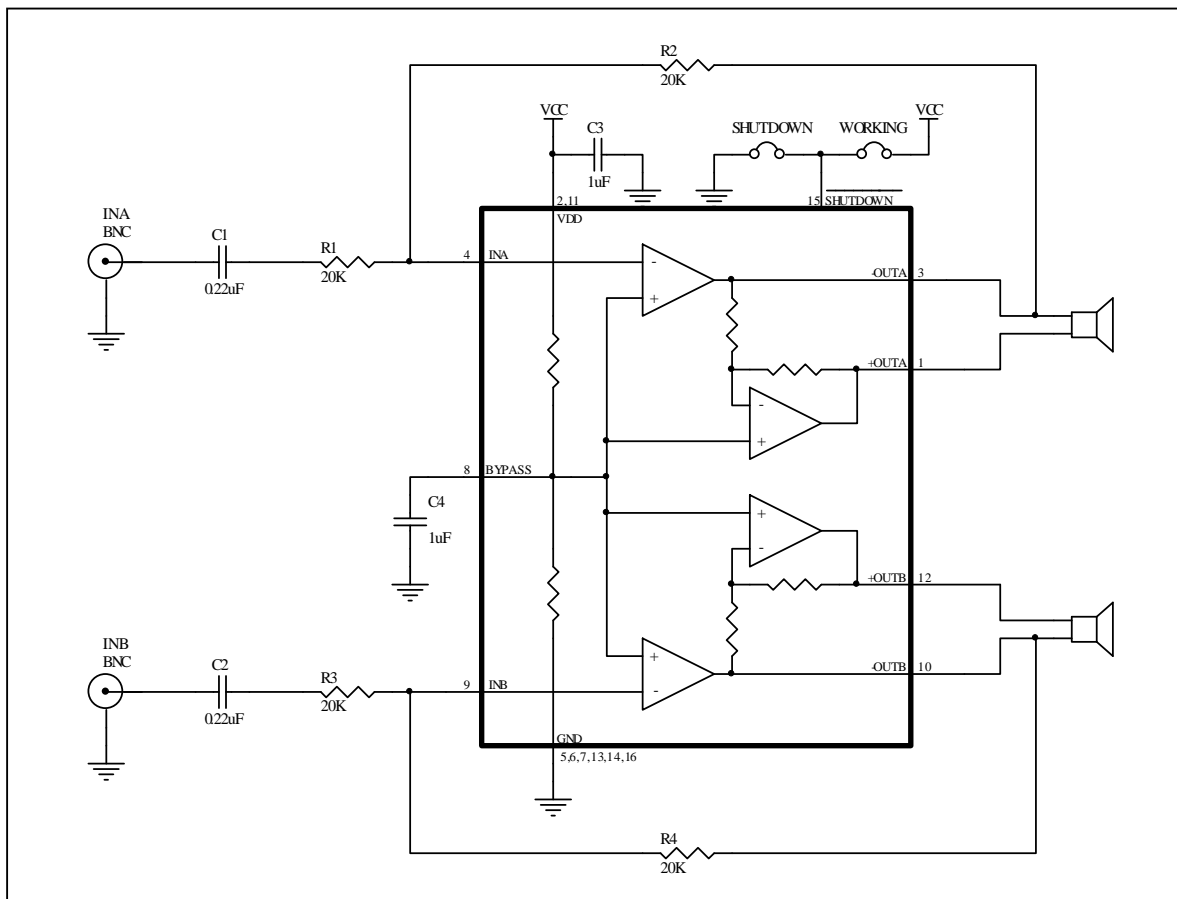 R2
20K
VCC
C3
1uF
SHUTDOWN
WORKING
VCC
2,11
VDD
15
SHUTDOWN
INA
BNC
C1
0.22uF
R1
20K
4
INA
-
+
-OUTA
3
+OUTA
1
-
+
8
BYPASS
C4
1uF
+
-
+OUTB
12
INB
BNC
C2
0.22uF
R3
20K
9
INB
+
-
-OUTB
10
GND
5,6,7,13,14,16
R4
20K